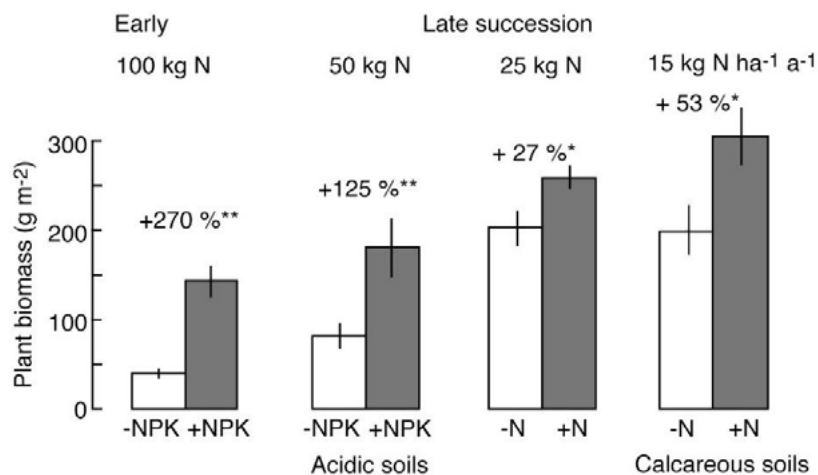 Early Late succession
100 kg N 50 kg N 25 kg N 15 kg N ha-1 a-1
+ 53 %*
300
+ 27 %*
+125 %**
+270 %**
200
100
0
Plant biomass (g m-2)
-NPK +NPK -NPK +NPK -N +N -N +N
Acidic soils Calcareous soils